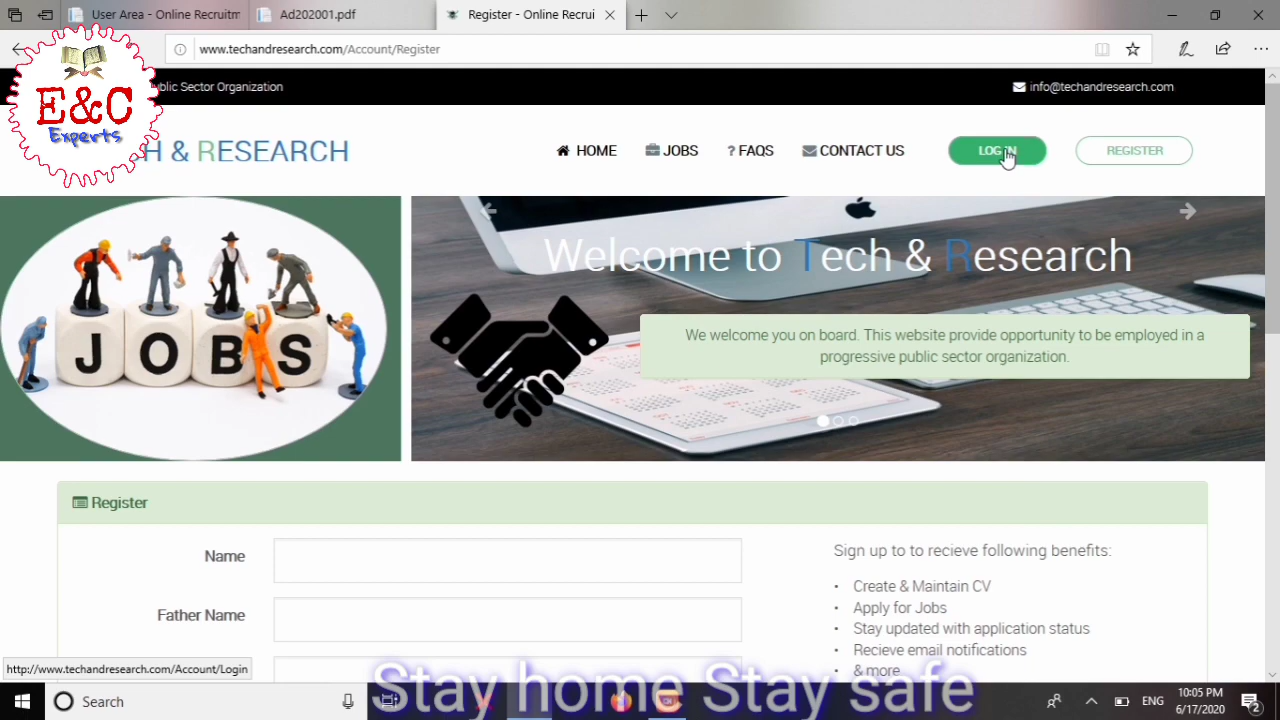 User Area - Online Recruitm
Ad202001.pdf
Register - Online Recrui
www.techandresearch.com/Account/Register
E&C
Experts
ublic Sector Organization
info@techandresearch.com
H & RESEARCH
HOME
JOBS
? FAQS
CONTACT US
LOGIN
REGISTER
JOBS
Welcome to Tech & Research
We welcome you on board. This website provide opportunity to be employed in a
progressive public sector organization.
Register
Name
Father Name
Sign up to to recieve following benefits:
• Create & Maintain CV
• Apply for Jobs
• Stay updated with application status
• Recieve email notifications
• & more
http://www.techandresearch.com/Account/Login
Stay home Stay safe
Search
ENG
10:05 PM
6/17/2020
2